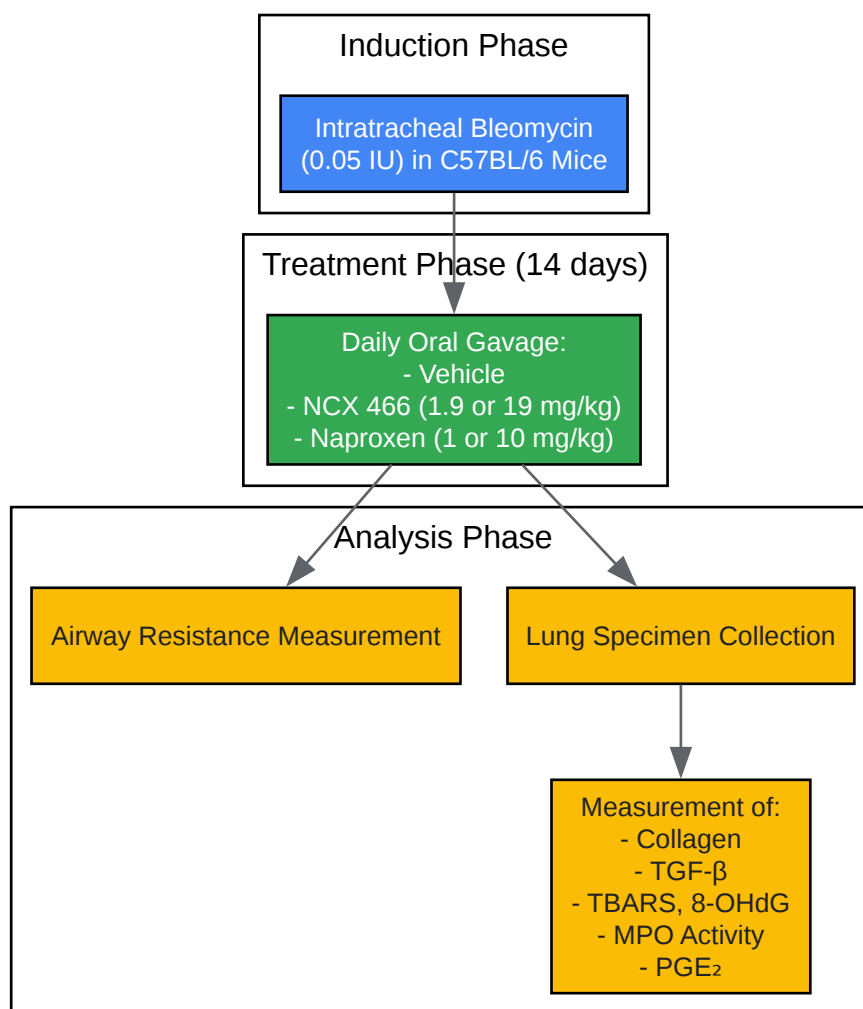 Induction Phase
Intratracheal Bleomycin
(0.05 IU) in C57BL/6 Mice
Treatment Phase (14 days)
Daily Oral Gavage:
- Vehicle
- NCX 466 (1.9 or 19 mg/kg)
- Naproxen (1 or 10 mg/kg)
Analysis Phase
Airway Resistance Measurement
Lung Specimen Collection
Measurement of:
- Collagen
- TGF-β
- TBARS, 8-OHdG
- MPO Activity
- PGE₂